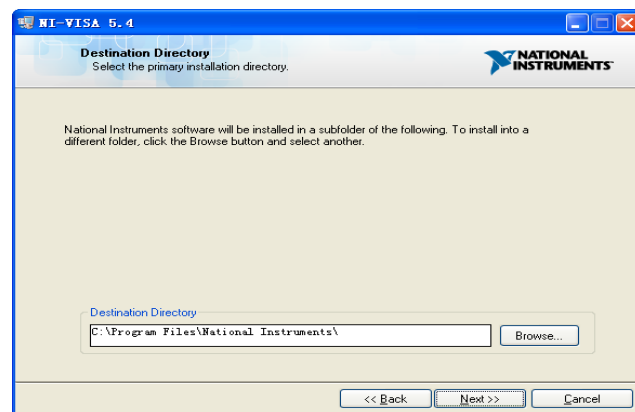 NI-VISA 5.4
Destination Directory
Select the primary installation directory.
NATIONAL
INSTRUMENTS™
National Instruments software will be installed in a subfolder of the following. To install into a
different folder, click the Browse button and select another.
Destination Directory
C:\Program Files\National Instruments\
Browse...
<< Back
Next >>
Cancel